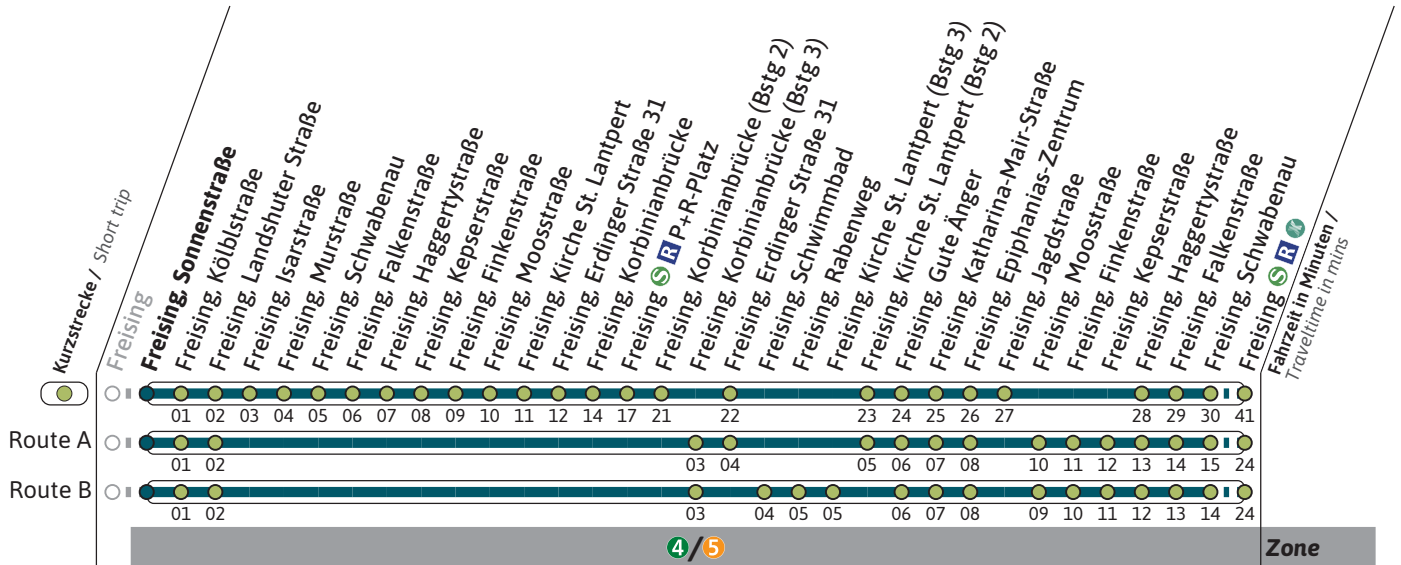 Kurzstrecke / Short trip
Freising
Freising, Sonnenstraße
Freising, Kölblstraße
Freising, Landshuter Straße
Freising, Isarstraße
Freising, Murstraße
Freising, Schwabenau
Freising, Falkenstraße
Freising, Haggertystraße
Freising, Kepserstraße
Freising, Finkenstraße
Freising, Moosstraße
Freising, Kirche St. Lantpert
Freising, Erdinger Straße 31
Freising, Korbinianbrücke
Freising S R P+R-Platz
Freising, Korbinianbrücke (Bstg 2)
Freising, Korbinianbrücke (Bstg 3)
Freising, Erdinger Straße 31
Freising, Schwimmbad
Freising, Rabenweg
Freising, Kirche St. Lantpert (Bstg 3)
Freising, Kirche St. Lantpert (Bstg 2)
Freising, Gute Änger
Freising, Katharina-Mair-Straße
Freising, Epiphanias-Zentrum
Freising, Jagdstraße
Freising, Moosstraße
Freising, Finkenstraße
Freising, Kepserstraße
Freising, Haggertystraße
Freising, Falkenstraße
Freising, Schwabenau
Freising S R
Fahrzeit in Minuten /
Traveltime in mins
01 02 03 04 05 06 07 08 09 10 11 12 14 17 21 22 23 24 25 26 27 28 29 30 41
Route A
01 02 03 04 05 06 07 08 10 11 12 13 14 15 24
Route B
01 02 03 04 05 05 06 07 08 09 10 11 12 13 14 24
4/5
Zone